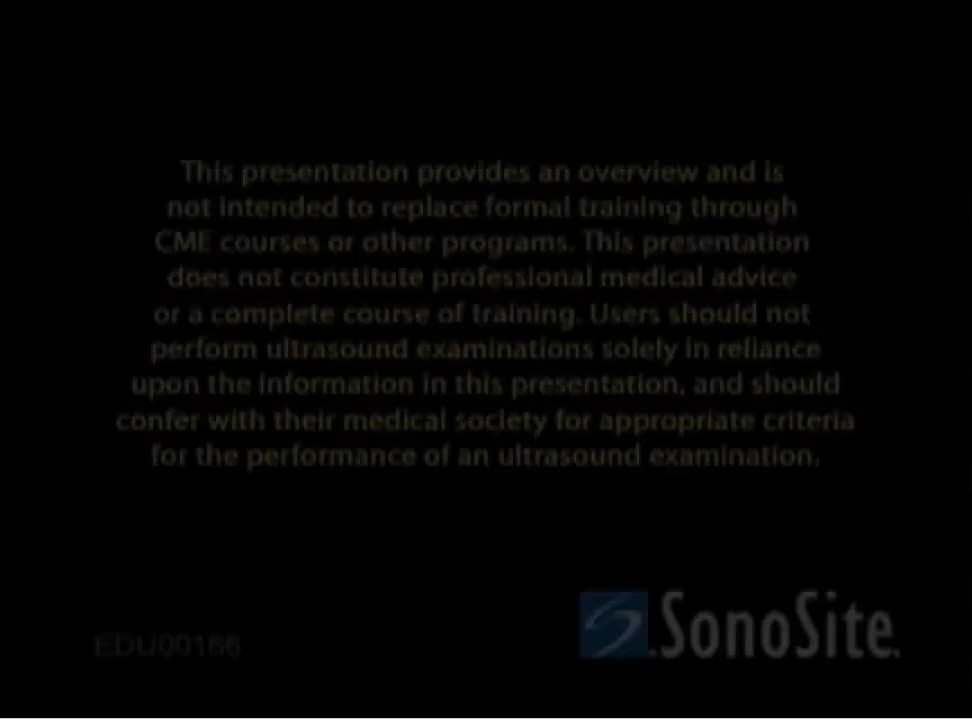 This presentation provides an overview and is
not intended to replace formal training through
CME courses or other programs. This presentation
does not constitute professional medical advice
or a complete course of training. Users should not
perform ultrasound examinations solely in reliance
upon the information in this presentation, and should
confer with their medical society for appropriate criteria
for the performance of an ultrasound examination.
EDU00166
SonoSite.